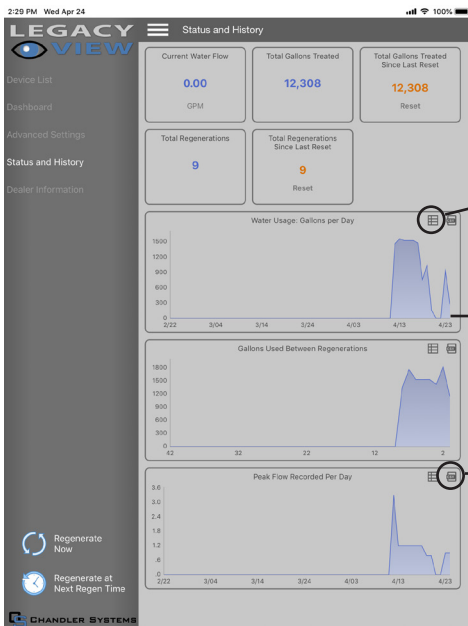 2:29 PM Wed Apr 24
100%
LEGACY
VIEW
Device List
Dashboard
Advanced Settings
Status and History
Dealer Information
Regenerate
Now
Regenerate at
Next Regen Time
CHANDLER SYSTEMS
Status and History
Current Water Flow
0.00
GPM
Total Gallons Treated
12,308
Total Gallons Treated
Since Last Reset
12,308
Reset
Total Regenerations
9
Total Regenerations
Since Last Reset
9
Reset
Water Usage: Gallons per Day
1500
1200
900
600
300
0
2/22 3/04 3/14 3/24 4/03 4/13 4/23
Gallons Used Between Regenerations
1800
1500
1200
900
600
300
0
42 32 22 12 2
Peak Flow Recorded Per Day
3.6
3.0
2.4
1.8
1.2
.6
.0
2/22 3/04 3/14 3/24 4/03 4/13 4/23